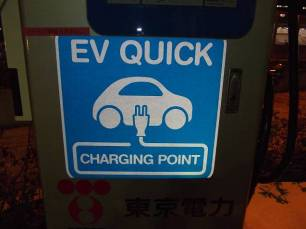 EV QUICK
CHARGING POINT
東京電力